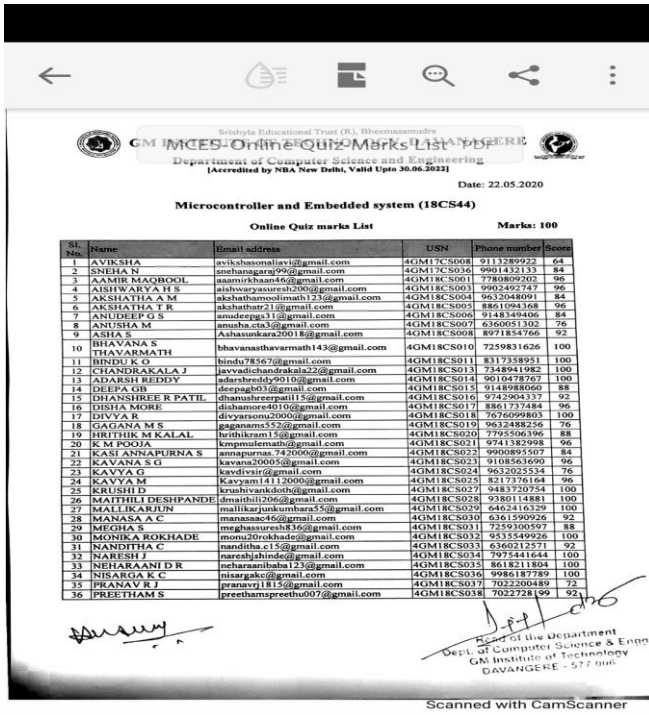 Srishyla Educational Trust (R), Bheemasamudra
GM INSTITUTE OF TECHNOLOGY, DAVANAGERE
MCES-Online-Quiz-Marks List PDF
Department of Computer Science and Engineering
[Accredited by NBA New Delhi, Valid Upto 30.06.2022]
Date: 22.05.2020
Microcontroller and Embedded system (18CS44)
Online Quiz marks List Marks: 100
SL. No. Name Email address USN Phone number Score
1 AVIKSHA avikshasonaliavi@gmail.com 4GM17CS008 9113289922 64
2 SNEHA N snehanagaraj99@gmail.com 4GM17CS036 9901432133 84
3 AAMIR MAQBOOL aaamirkhaan46@gmail.com 4GM18CS001 7780809202 96
4 AISHWARYA H S aishwaryasuresh200@gmail.com 4GM18CS003 9902492747 96
5 AKSHATHA A M akshathamoolimath123@gmail.com 4GM18CS004 9632048091 84
6 AKSHATHA T R akshathatr21@gmail.com 4GM18CS005 8861094368 96
7 ANUDEEP G S anudeepgs31@gmail.com 4GM18CS006 9148349406 84
8 ANUSHA M anusha.cta3@gmail.com 4GM18CS007 6360051302 76
9 ASHA S Ashasunkara20018@gmail.com 4GM18CS008 8971854766 92
10 BHAVANA S THAVARMATH bhavanasthavarmath143@gmail.com 4GM18CS010 7259831626 100
11 BINDU K O bindu78567@gmail.com 4GM18CS011 8317358951 100
12 CHANDRAKALA J javvadichandrakala22@gmail.com 4GM18CS013 7348941982 100
13 ADARSH REDDY adarshreddy9010@gmail.com 4GM18CS014 9010478767 100
14 DEEPA GB deepagb03@gmail.com 4GM18CS015 9148988060 88
15 DHANSHREE R PATIL dhanushreerpatil15@gmail.com 4GM18CS016 9742904337 92
16 DISHA MORE dishamore4010@gmail.com 4GM18CS017 8861737484 96
17 DIVYA R divyarsonu2000@gmail.com 4GM18CS018 7676099803 100
18 GAGANA M S gaganams552@gmail.com 4GM18CS019 9632488256 76
19 HRITHIK M KALAL hrithikram15@gmail.com 4GM18CS020 7795506396 88
20 K M POOJA kmpmulemath@gmail.com 4GM18CS021 9741382998 96
21 KASI ANNAPURNA S annapurnas.742000@gmail.com 4GM18CS022 9900895507 84
22 KAVANA S G kavana20005@gmail.com 4GM18CS023 9108563690 96
23 KAVYA G kavdivsir@gmail.com 4GM18CS024 9632025534 76
24 KAVYA M Kavyam14112000@gmail.com 4GM18CS025 8217376164 96
25 KRUSHI D krushivankdoth@gmail.com 4GM18CS027 9483720754 100
26 MAITHILI DESHPANDE dmaithili206@gmail.com 4GM18CS028 9380114881 100
27 MALLIKARJUN mallikarjunkumbara55@gmail.com 4GM18CS029 6462416329 100
28 MANASA A C manasaac46@gmail.com 4GM18CS030 6361590926 92
29 MEGHA S meghassuresh836@gmail.com 4GM18CS031 7259300597 88
30 MONIKA ROKHADE monu20rokhade@gmail.com 4GM18CS032 9535549926 100
31 NANDITHA C nanditha.c15@gmail.com 4GM18CS033 6360212571 92
32 NARESH J nareshjshinde@gmail.com 4GM18CS034 7975441644 100
33 NEHARAANI D R neharaanibaba123@gmail.com 4GM18CS035 8618211804 100
34 NISARGA K C nisargakc@gmail.com 4GM18CS036 9986187789 100
35 PRANAV R J pranavrj1815@gmail.com 4GM18CS037 7022200489 72
36 PREETHAM S preethamspreethu007@gmail.com 4GM18CS038 7022728199 92
Head of the Department
Dept. of Computer Science & Engg
GM Institute of Technology
DAVANGERE - 577 006
Scanned with CamScanner